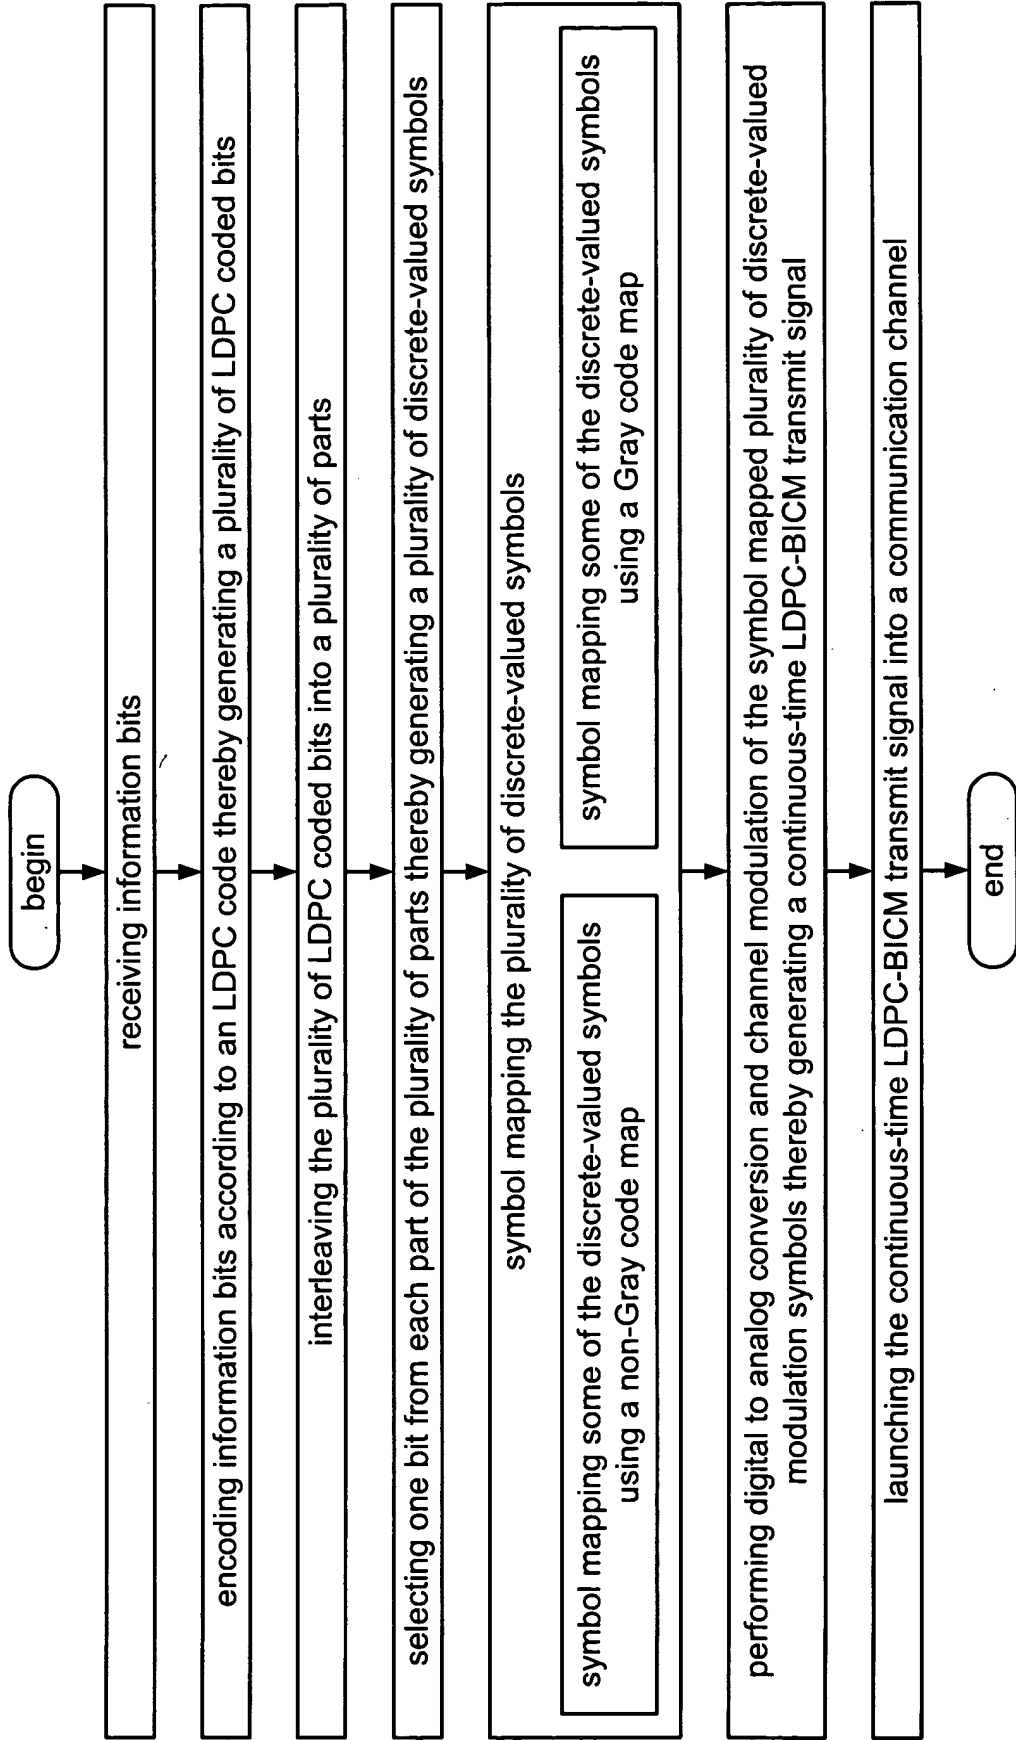 begin
receiving information bits
encoding information bits according to an LDPC code thereby generating a plurality of LDPC coded bits
interleaving the plurality of LDPC coded bits into a plurality of parts
selecting one bit from each part of the plurality of parts thereby generating a plurality of discrete-valued symbols
symbol mapping the plurality of discrete-valued symbols
symbol mapping some of the discrete-valued symbols
using a non-Gray code map
symbol mapping some of the discrete-valued symbols
using a Gray code map
performing digital to analog conversion and channel modulation of the symbol mapped plurality of discrete-valued
modulation symbols thereby generating a continuous-time LDPC-BICM transmit signal
launching the continuous-time LDPC-BICM transmit signal into a communication channel
end